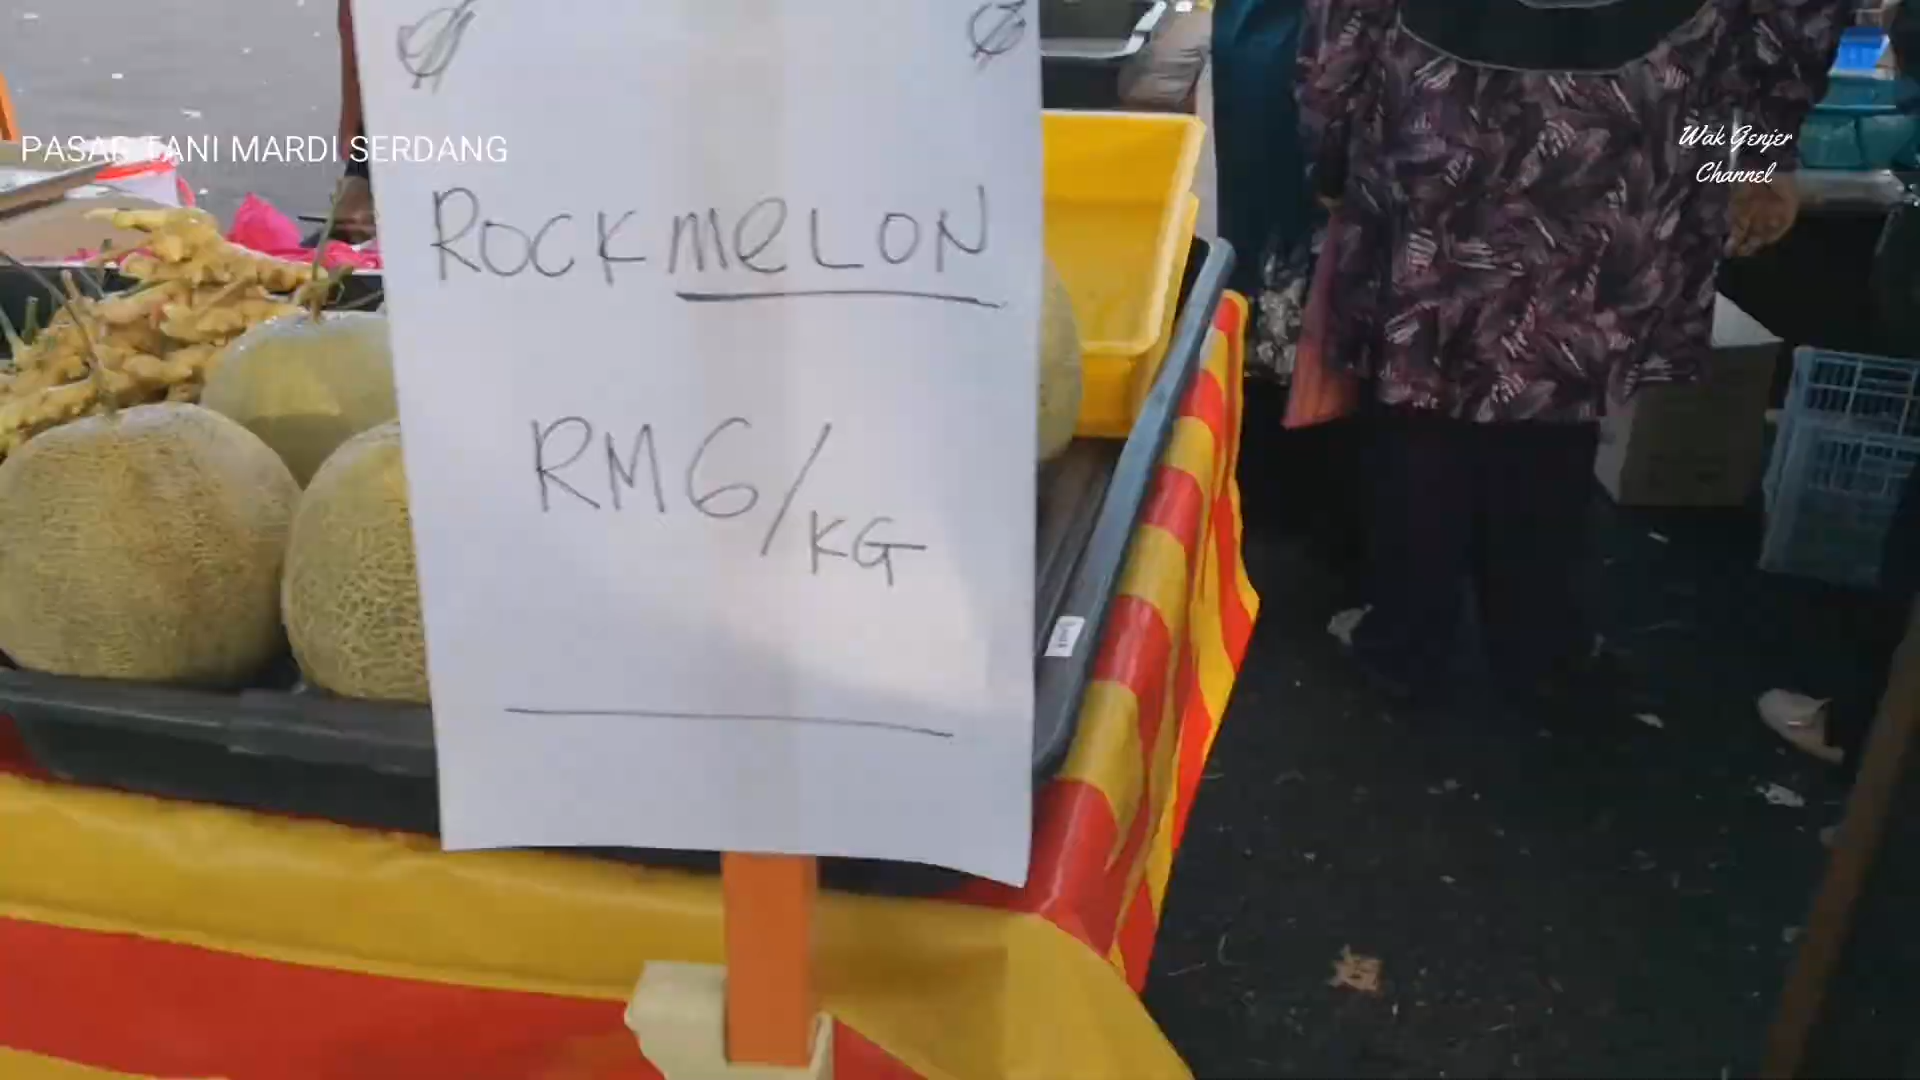 PASAR TANI MARDI SERDANG
Wak Genjer
Channel
ROCKMeLON
RM6/KG